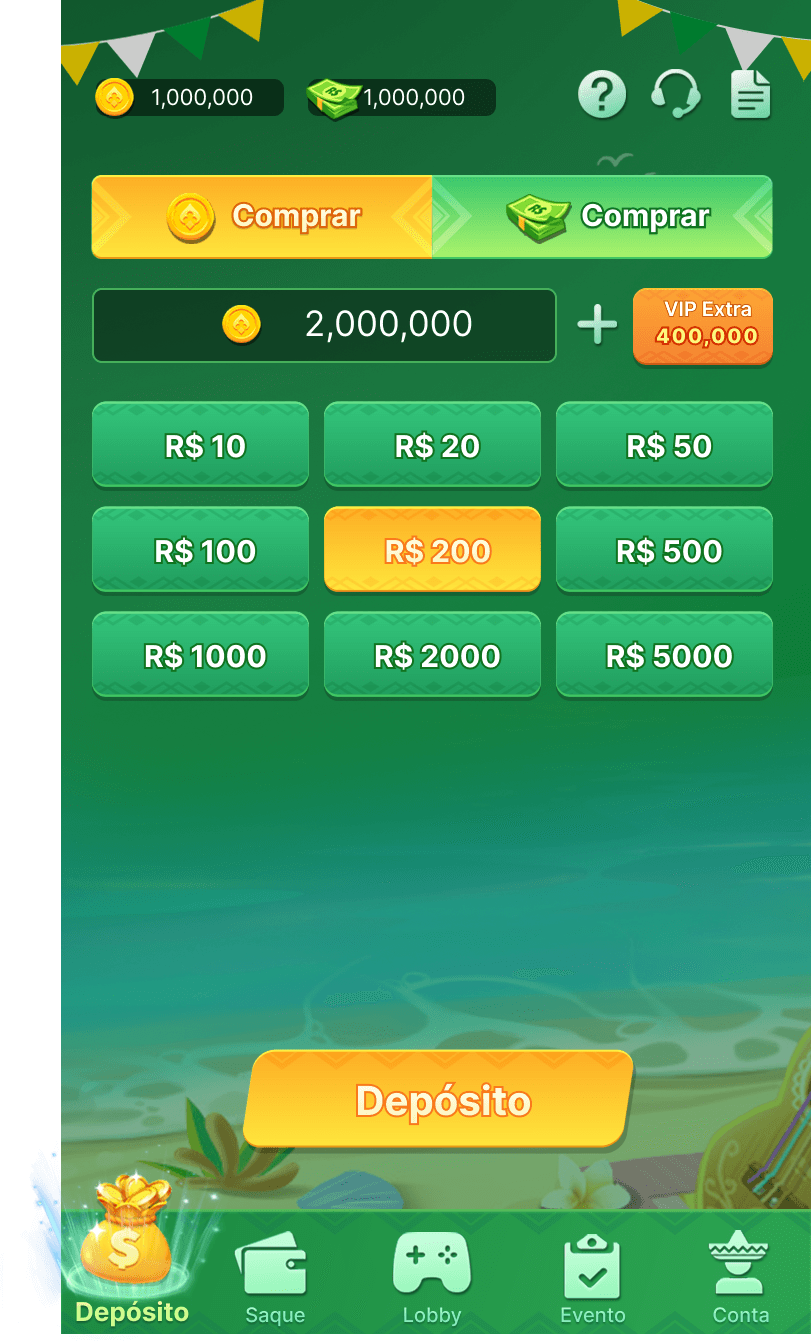 1,000,000
R$ 1,000,000
Comprar
R$ Comprar
2,000,000
VIP Extra
400,000
R$ 10
R$ 20
R$ 50
R$ 100
R$ 200
R$ 500
R$ 1000
R$ 2000
R$ 5000
Depósito
$
Depósito
Saque
Lobby
Evento
Conta